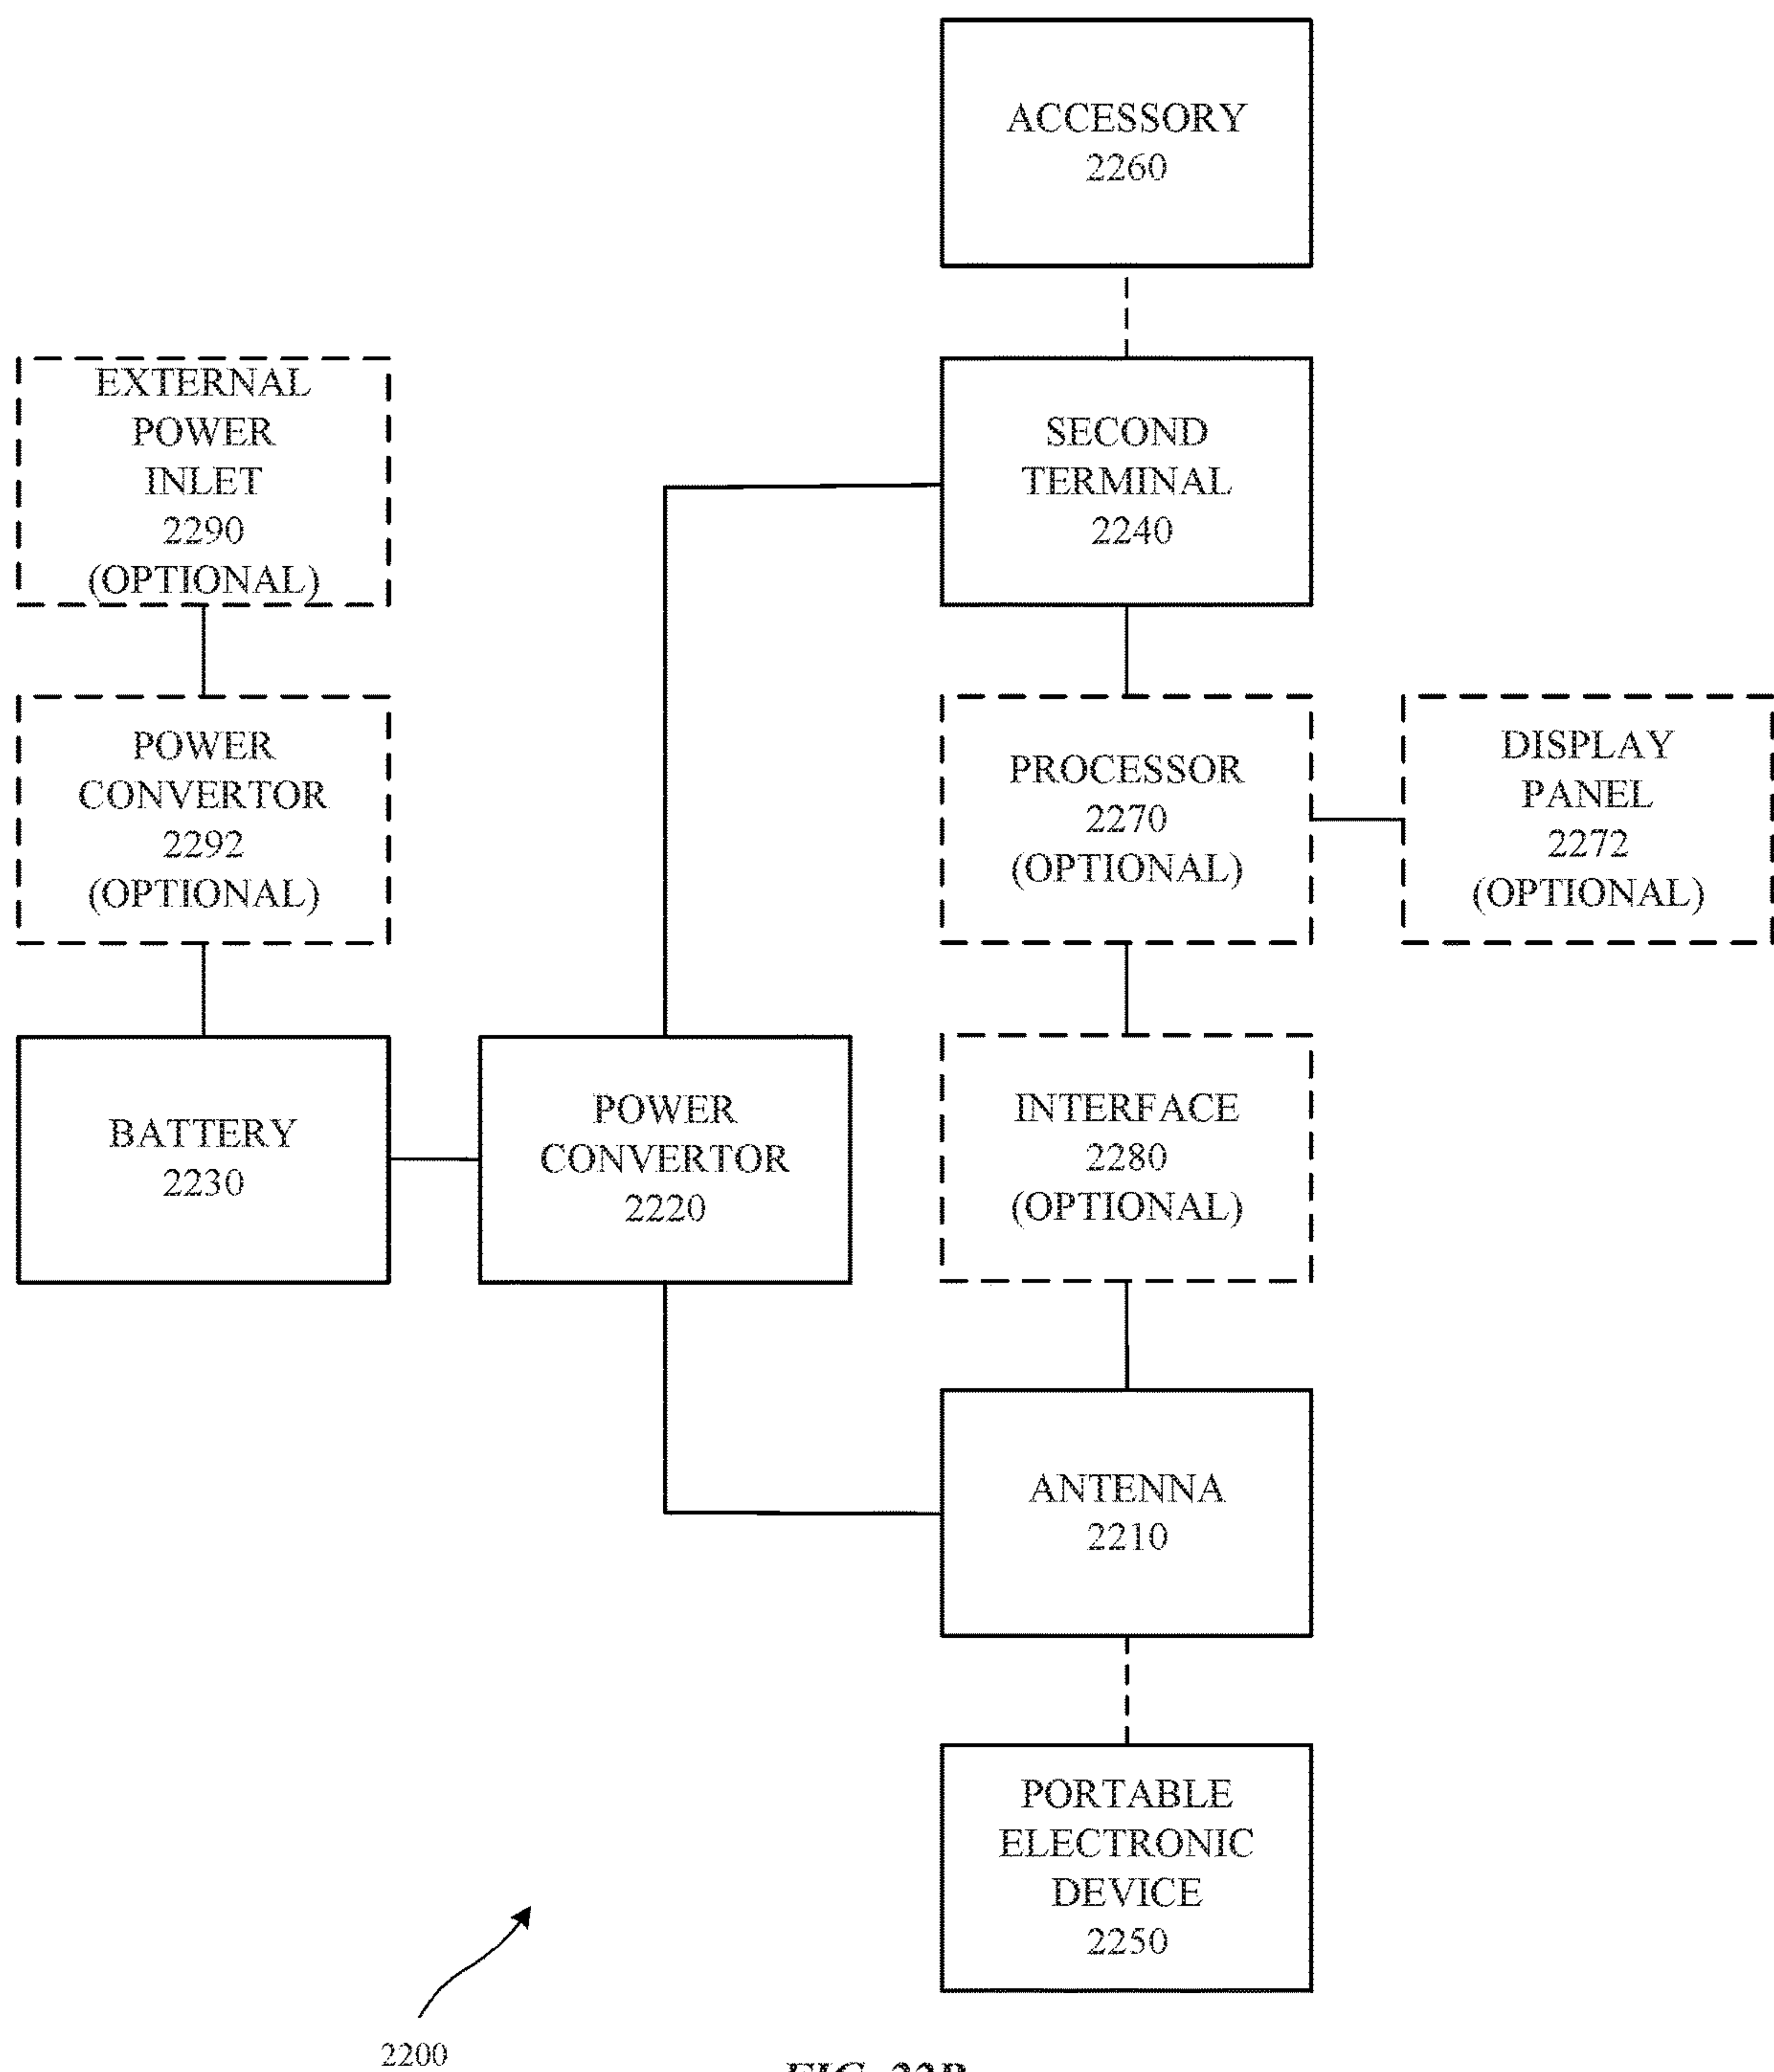 ACCESSORY
2260
EXTERNAL
POWER
INLET
2290
(OPTIONAL)
SECOND
TERMINAL
2240
POWER
CONVERTOR
2292
(OPTIONAL)
PROCESSOR
2270
(OPTIONAL)
DISPLAY
PANEL
2272
(OPTIONAL)
BATTERY
2230
POWER
CONVERTOR
2220
INTERFACE
2280
(OPTIONAL)
ANTENNA
2210
PORTABLE
ELECTRONIC
DEVICE
2250
2200